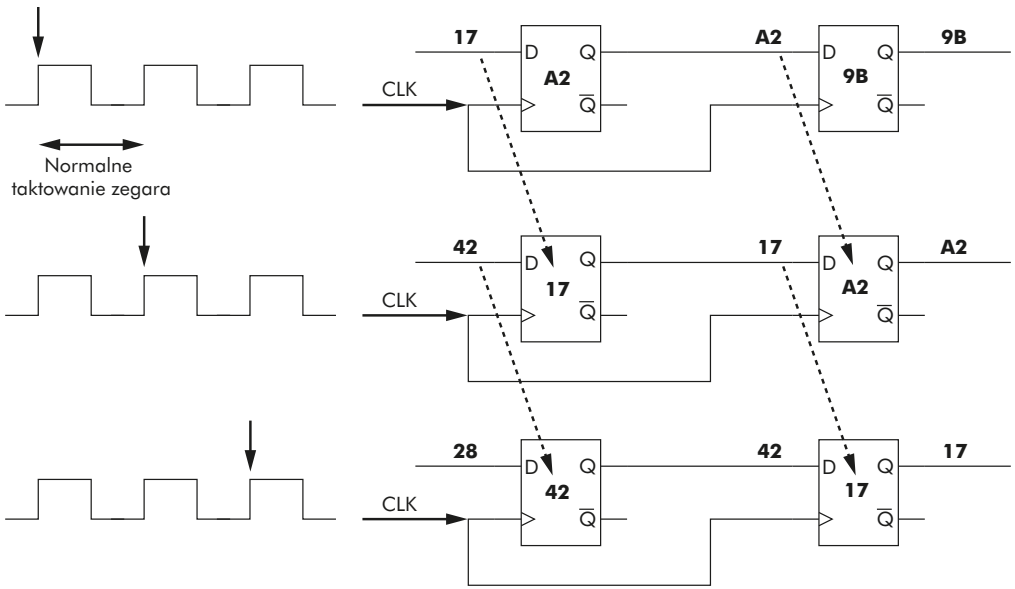 17 A2 9B
D Q D Q
A2 9B
CLK
Q Q
Normalne
taktowanie zegara
42 17 A2
D Q D Q
17 A2
CLK
Q Q
28 42 17
D Q D Q
42 17
CLK
Q Q